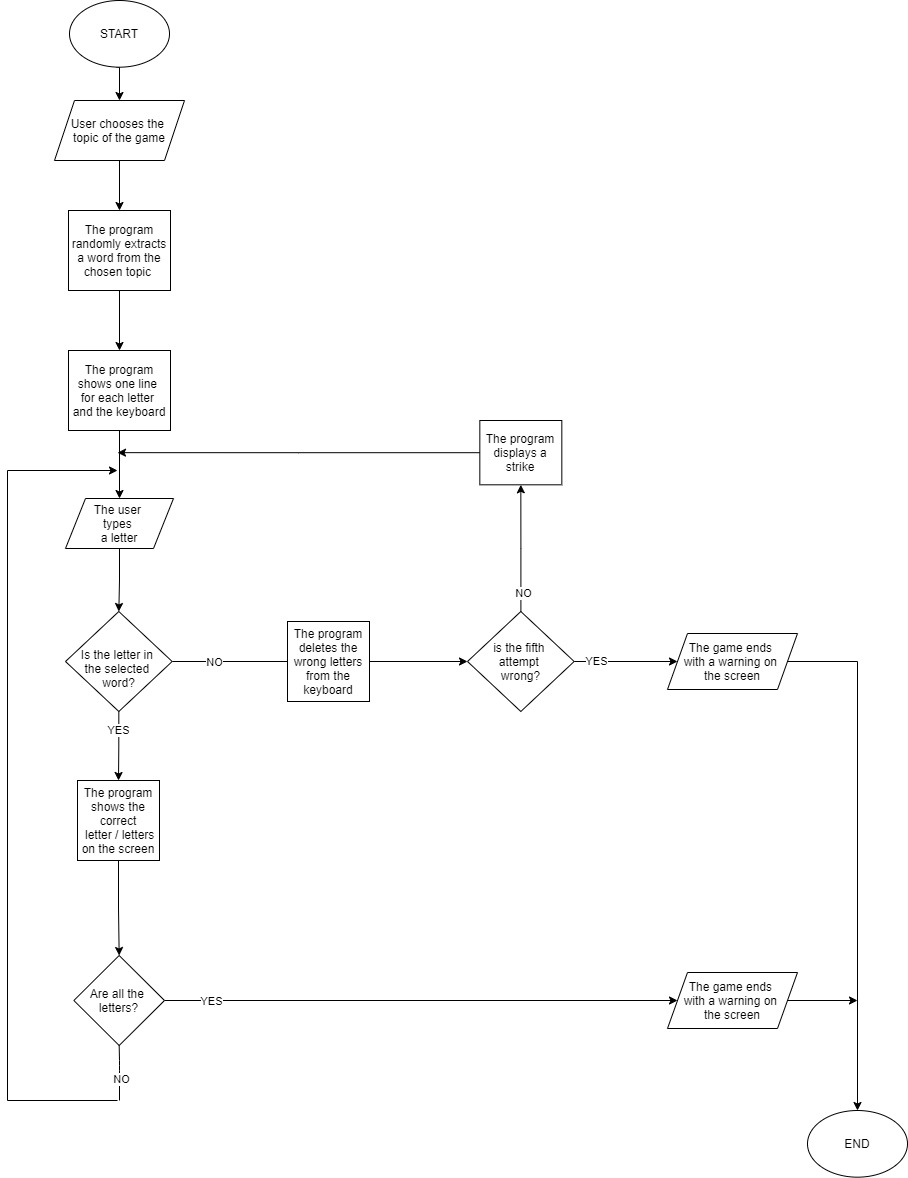 START
User chooses the
topic of the game
The program
randomly extracts
a word from the
chosen topic
The program
shows one line
for each letter
and the keyboard
The program
displays a
strike
The user
types
a letter
NO
Is the letter in
the selected
word?
NO
The program
deletes the
wrong letters
from the
keyboard
is the fifth
attempt
wrong?
YES
The game ends
with a warning on
the screen
YES
The program
shows the
correct
letter / letters
on the screen
Are all the
letters?
YES
The game ends
with a warning on
the screen
NO
END